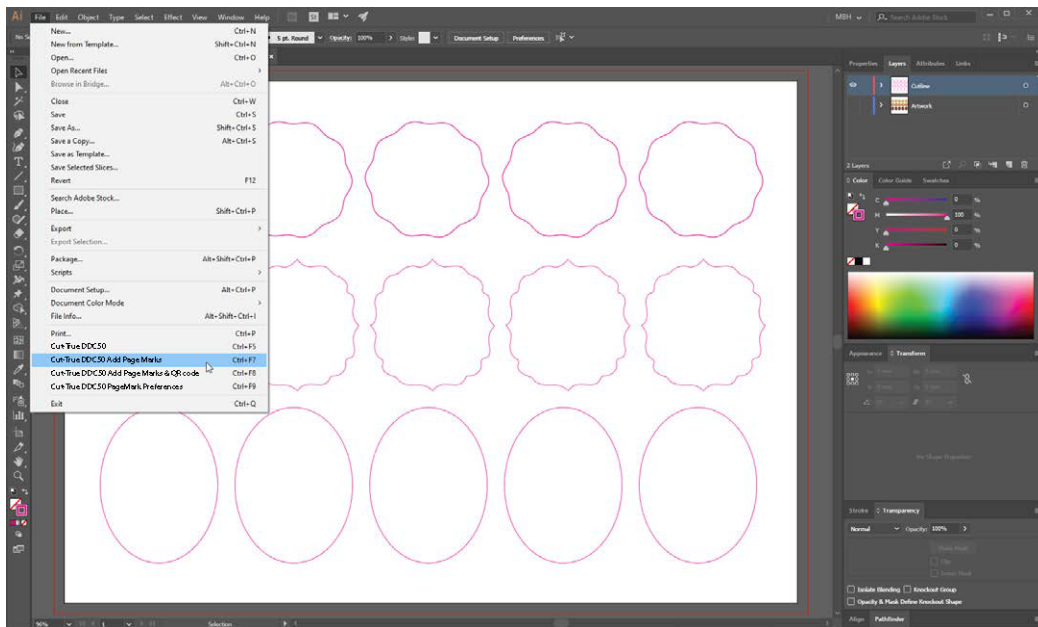 Ai File Edit Object Type Select Effect View Window Help St MBH Search Adobe Stock
5 pt. Round Opacity: 100% Style: Document Setup Preferences
New... Ctrl+N
New from Template... Shift+Ctrl+N
Open... Ctrl+O
Open Recent Files
Browse in Bridge... Alt+Ctrl+O
Close Ctrl+W
Save Ctrl+S
Save As... Shift+Ctrl+S
Save a Copy... Alt+Ctrl+S
Save as Template...
Save Selected Slices...
Revert F12
Search Adobe Stock...
Place... Shift+Ctrl+P
Export
Export Selection...
Package... Alt+Shift+Ctrl+P
Scripts
Document Setup... Alt+Ctrl+P
Document Color Mode
File Info... Alt+Shift+Ctrl+I
Print... Ctrl+P
Cut-True DDC50 Ctrl+F5
Cut-True DDC50 Add Page Marks Ctrl+F7
Cut-True DDC50 Add Page Marks & QR code Ctrl+F8
Cut-True DDC50 PageMark Preferences Ctrl+F9
Exit Ctrl+Q
Properties Layers Attributes Links
Cutline
Artwork
2 Layers
Color Color Guide Swatches
C 0 %
M 100 %
Y 0 %
K 0 %
Appearance Transform
No Shape Properties
Stroke Transparency
Normal Opacity: 100%
Make Mask
Clip
Invert Mask
Isolate Blending Knockout Group
Opacity & Mask Define Knockout Shape
Align Pathfinder
96% 1 Selection